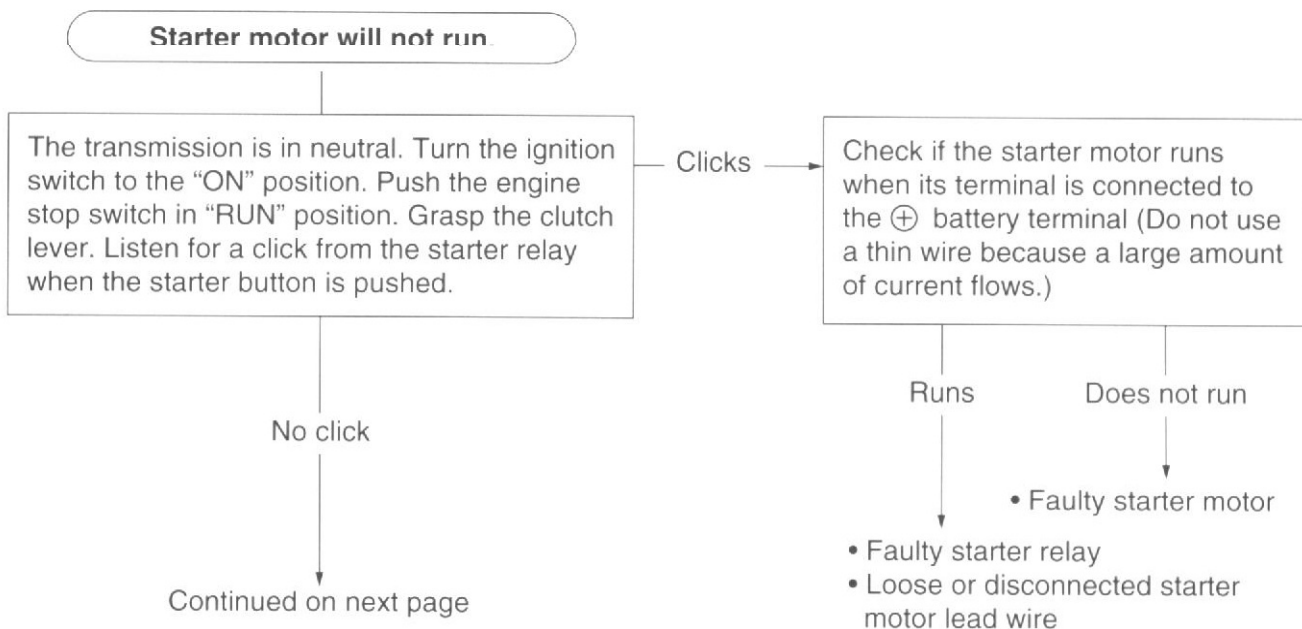 Starter motor will not run.
The transmission is in neutral. Turn the ignition
switch to the “ON” position. Push the engine
stop switch in “RUN” position. Grasp the clutch
lever. Listen for a click from the starter relay
when the starter button is pushed.
Clicks
Check if the starter motor runs
when its terminal is connected to
the ⊕ battery terminal (Do not use
a thin wire because a large amount
of current flows.)
No click
Continued on next page
Runs
Does not run
• Faulty starter motor
• Faulty starter relay
• Loose or disconnected starter
motor lead wire